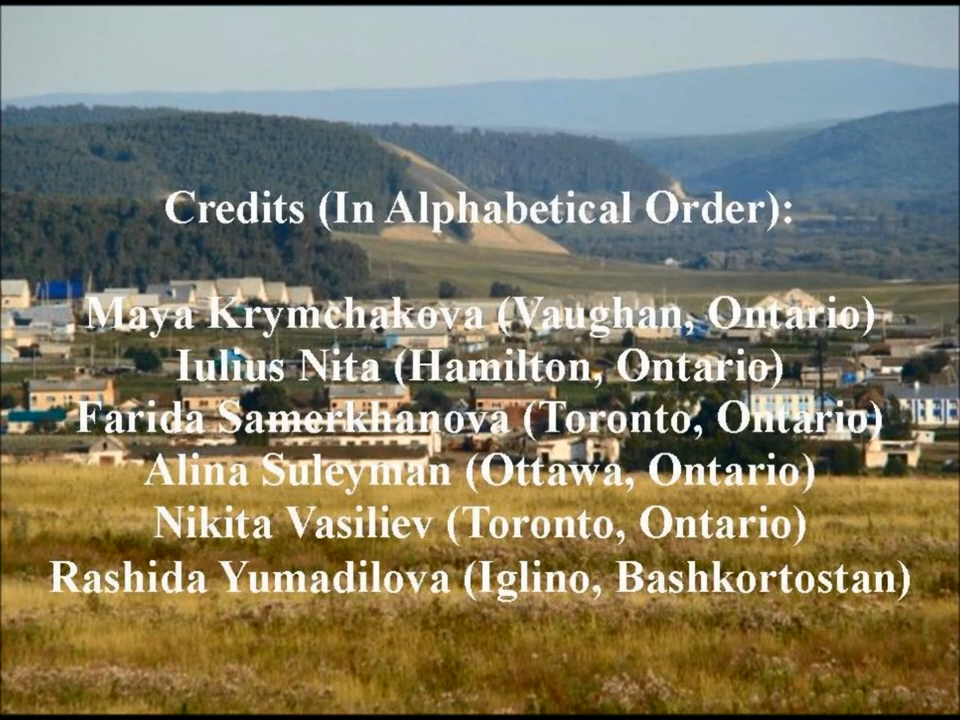 Credits (In Alphabetical Order):
Maya Krymchakova (Vaughan, Ontario)
Iulius Nita (Hamilton, Ontario)
Farida Samerkhanova (Toronto, Ontario)
Alina Suleyman (Ottawa, Ontario)
Nikita Vasiliev (Toronto, Ontario)
Rashida Yumadilova (Iglino, Bashkortostan)